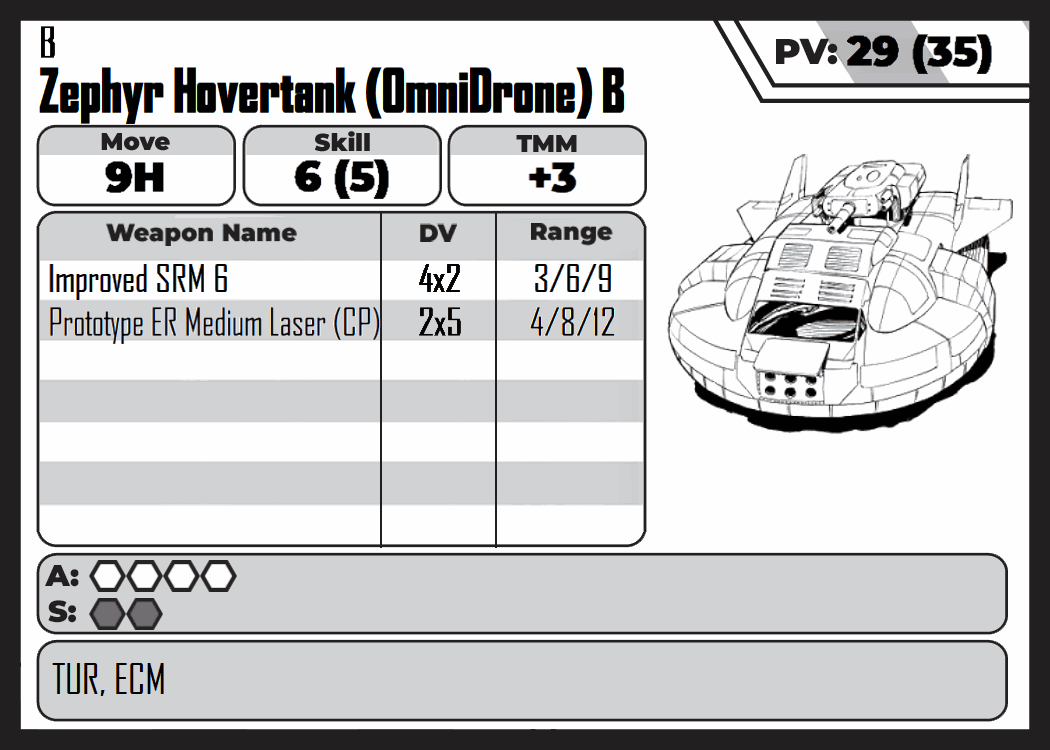 B
Zephyr Hovertank (OmniDrone) B
PV: 29 (35)
Move Skill TMM
9H 6 (5) +3
Weapon Name DV Range
Improved SRM 6 4x2 3/6/9
Prototype ER Medium Laser (CP) 2x5 4/8/12
A:
S:
TUR, ECM